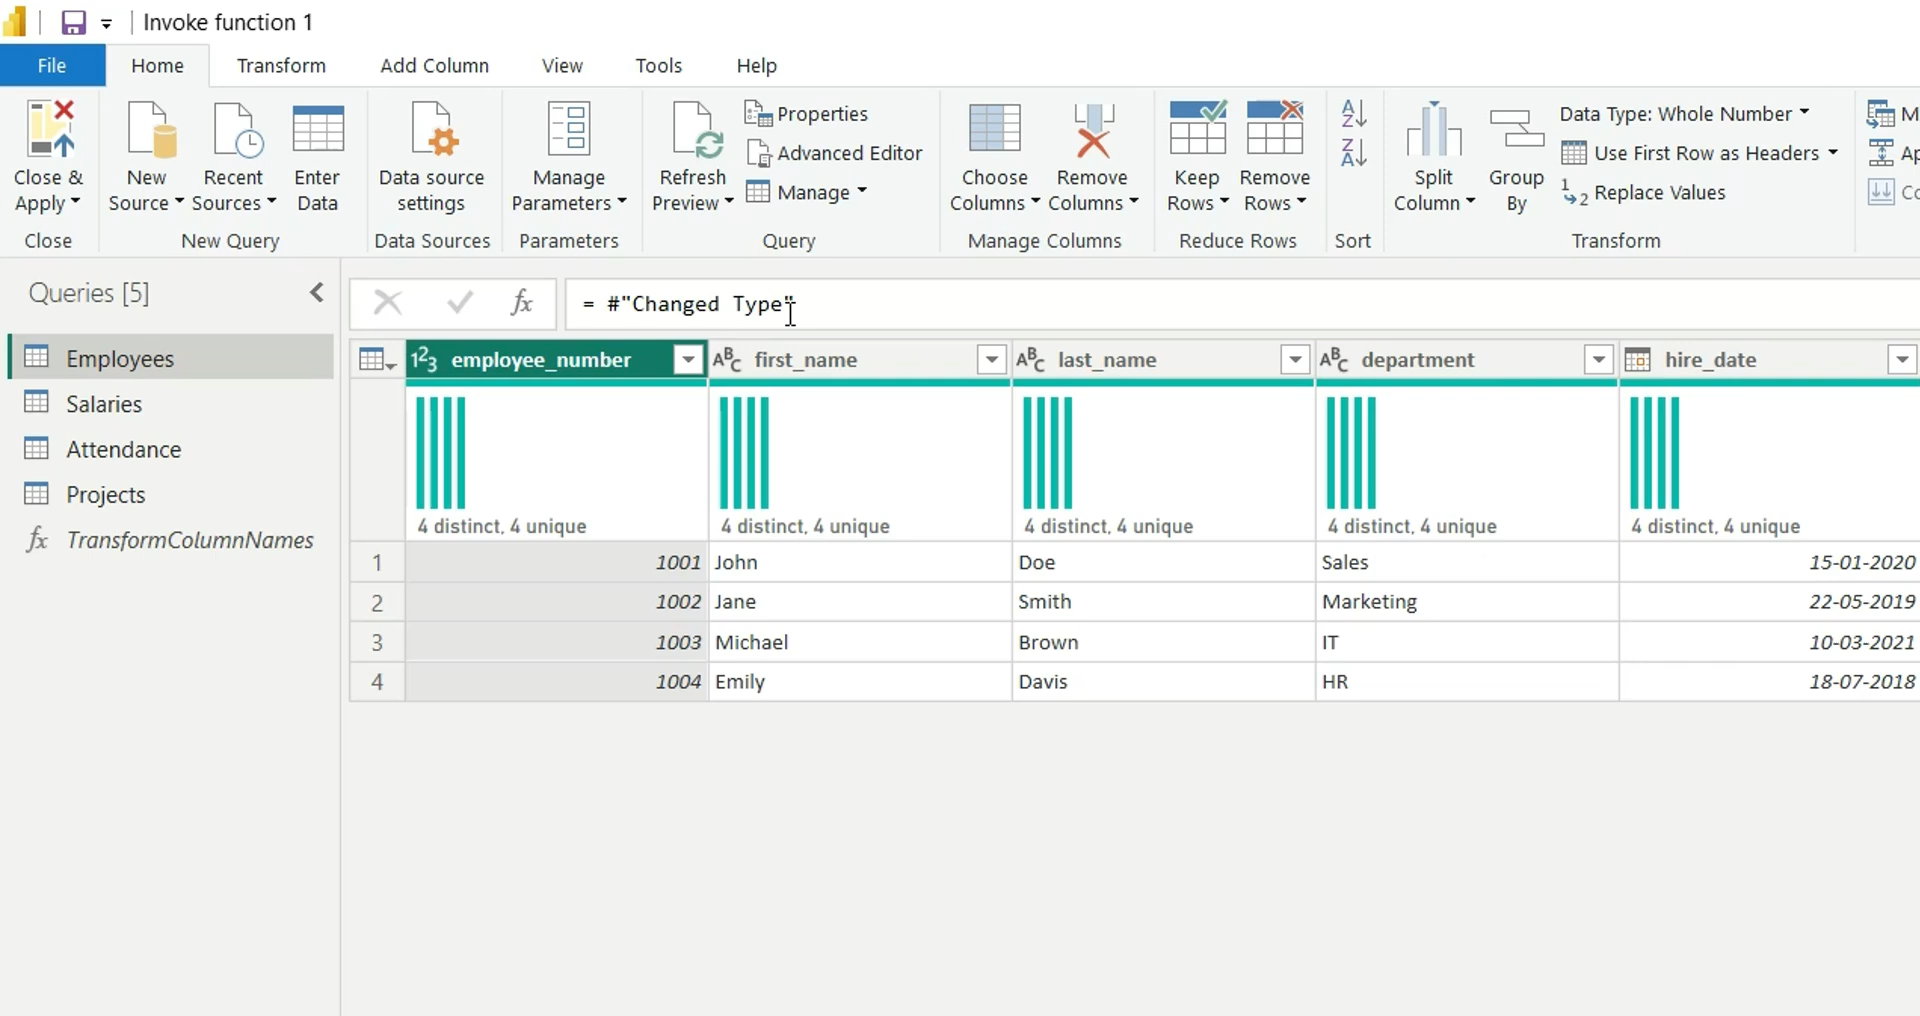 Invoke function 1
File Home Transform Add Column View Tools Help
Close & Apply
New Source
Recent Sources
Enter Data
Data source settings
Manage Parameters
Refresh Preview
Properties
Advanced Editor
Manage
Choose Columns
Remove Columns
Keep Rows
Remove Rows
Split Column
Group By
Data Type: Whole Number
Use First Row as Headers
Replace Values
Close New Query Data Sources Parameters Query Manage Columns Reduce Rows Sort Transform
Queries [5]
Employees
Salaries
Attendance
Projects
fx TransformColumnNames
fx
= #"Changed Type"
123 employee_number ABC first_name ABC last_name ABC department hire_date
4 distinct, 4 unique 4 distinct, 4 unique 4 distinct, 4 unique 4 distinct, 4 unique 4 distinct, 4 unique
1 1001 John Doe Sales 15-01-2020
2 1002 Jane Smith Marketing 22-05-2019
3 1003 Michael Brown IT 10-03-2021
4 1004 Emily Davis HR 18-07-2018